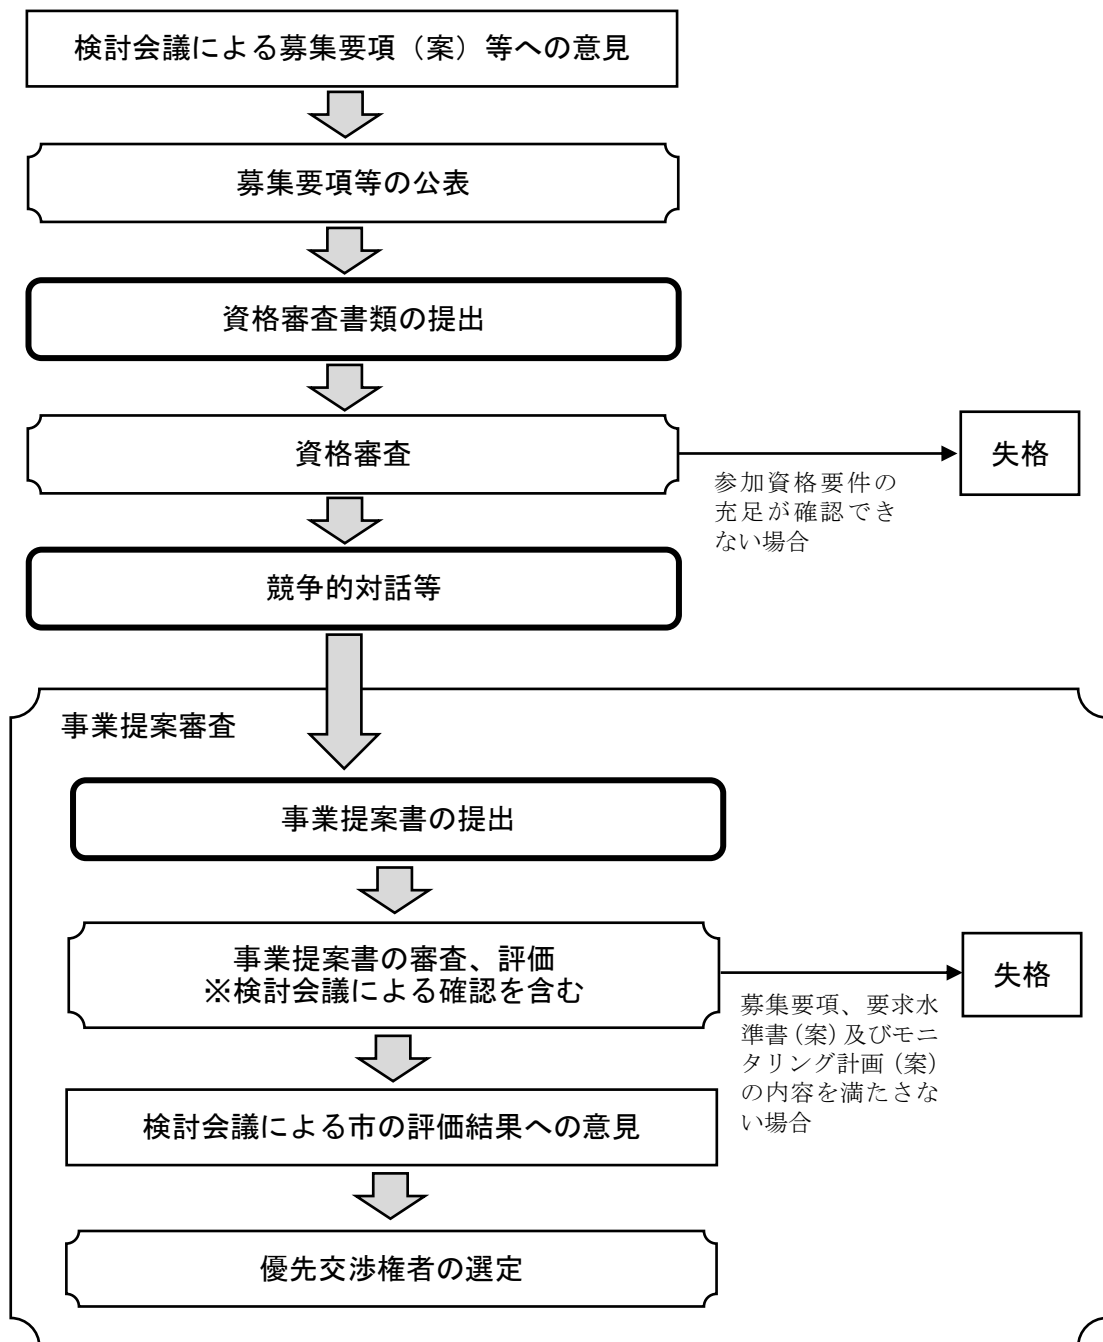 検討会議による募集要項（案）等への意見
募集要項等の公表
資格審査書類の提出
資格審査
失格
参加資格要件の
充足が確認でき
ない場合
競争的対話等
事業提案審査
事業提案書の提出
事業提案書の審査、評価
※検討会議による確認を含む
失格
募集要項、要求水
準書（案）及びモニ
タリング計画（案）
の内容を満たさな
い場合
検討会議による市の評価結果への意見
優先交渉権者の選定